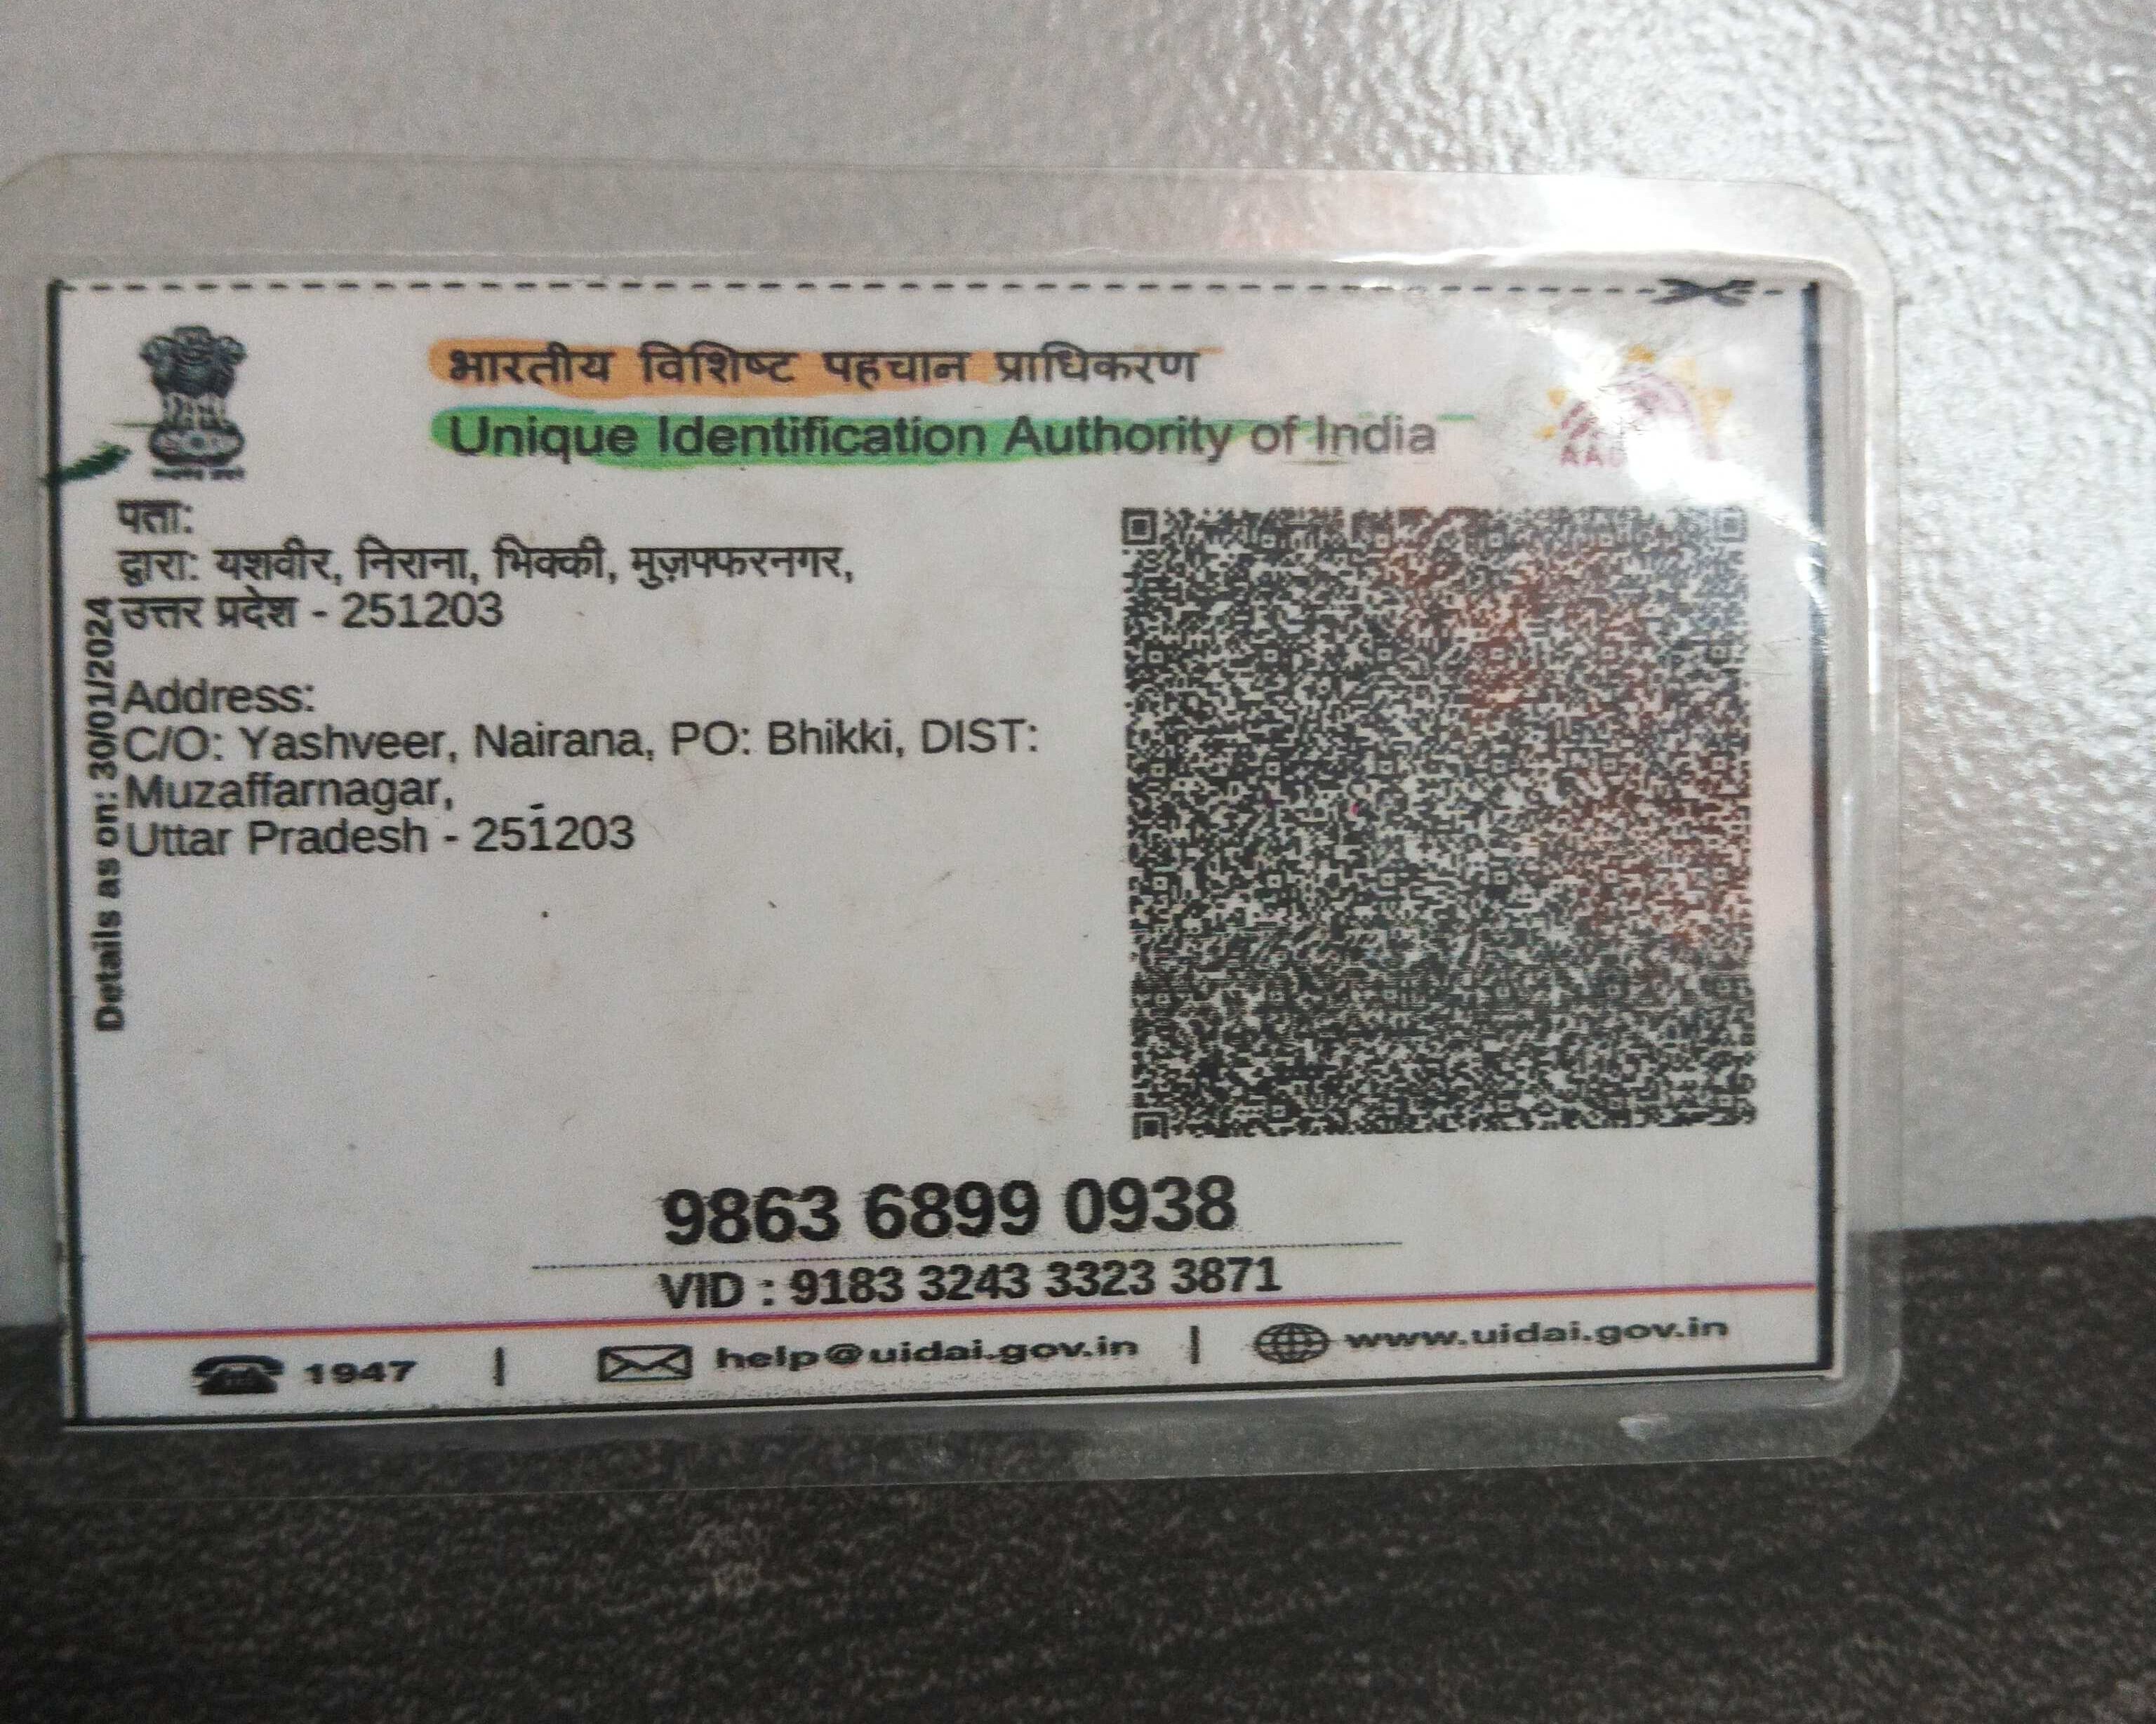 भारतीय विशिष्ट पहचान प्राधिकरण
Unique Identification Authority of India
पता:
द्वारा: यशवीर, निराना, भिक्की, मुज़फ्फरनगर,
उत्तर प्रदेश - 251203
Address:
C/O: Yashveer, Nairana, PO: Bhikki, DIST:
Muzaffarnagar,
Uttar Pradesh - 251203
Details as on: 30/01/2024
9863 6899 0938
VID : 9183 3243 3323 3871
1947 | help@uidai.gov.in | www.uidai.gov.in